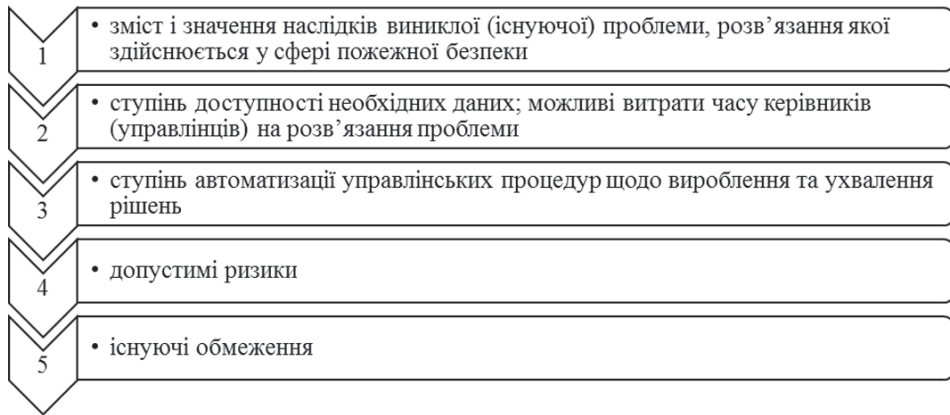 1
• зміст і значення наслідків виниклої (існуючої) проблеми, розв’язання якої
здійснюється у сфері пожежної безпеки
2
• ступінь доступності необхідних даних; можливі витрати часу керівників
(управлінців) на розв’язання проблеми
3
• ступінь автоматизації управлінських процедур щодо вироблення та ухвалення
рішень
4
• допустимі ризики
5
• існуючі обмеження